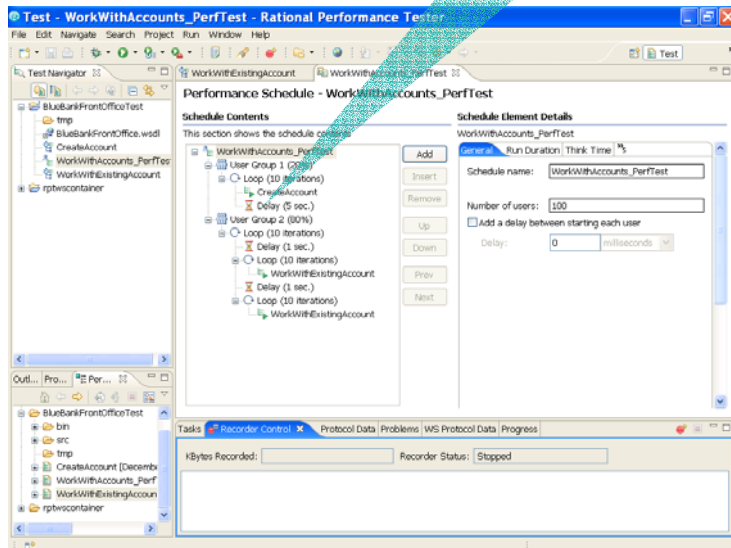 Test - WorkWithAccounts_PerfTest - Rational Performance Tester
File Edit Navigate Search Project Run Window Help
Test
Test Navigator
BlueBankFrontOfficeTest
tmp
BlueBankFrontOffice.wsdl
CreateAccount
WorkWithAccounts_PerfTes
WorkWithExistingAccount
rptwscontainer
WorkWithExistingAccount
WorkWithAccounts_PerfTest
Performance Schedule - WorkWithAccounts_PerfTest
Schedule Contents
This section shows the schedule contents
WorkWithAccounts_PerfTest
User Group 1 (20%)
Loop (10 iterations)
CreateAccount
Delay (5 sec.)
User Group 2 (80%)
Loop (10 iterations)
Delay (1 sec.)
Loop (10 iterations)
WorkWithExistingAccount
Delay (1 sec.)
Loop (10 iterations)
WorkWithExistingAccount
Add
Insert
Remove
Up
Down
Prev
Next
Schedule Element Details
WorkWithAccounts_PerfTest
General Run Duration Think Time
Schedule name: WorkWithAccounts_PerfTest
Number of users: 100
Add a delay between starting each user
Delay: 0 milliseconds
Outl... Pro... Per...
BlueBankFrontOfficeTest
bin
src
tmp
CreateAccount [Decembe
WorkWithAccounts_Perf
WorkWithExistingAccoun
rptwscontainer
Tasks Recorder Control Protocol Data Problems WS Protocol Data Progress
KBytes Recorded: Recorder Status: Stopped